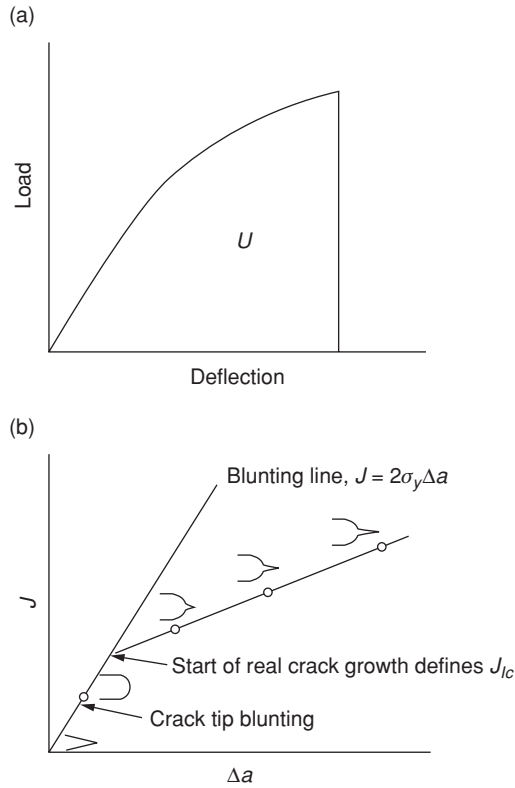 (a)
Load
U
Deflection
(b)
Blunting line, J = 2σyΔa
J
Start of real crack growth defines JIc
Crack tip blunting
Δa